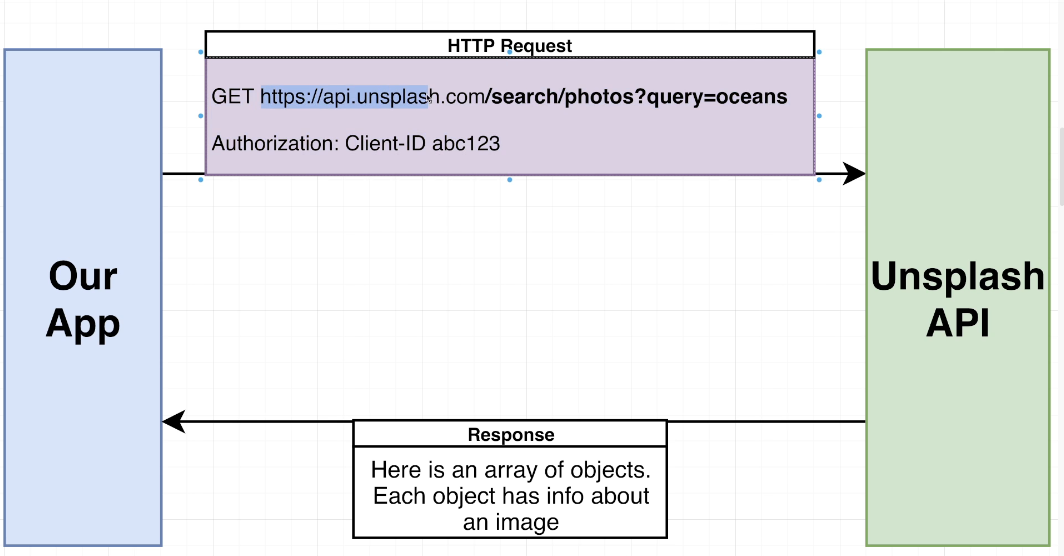 HTTP Request
GET https://api.unsplash.com/search/photos?query=oceans
Authorization: Client-ID abc123
Our
App
Unsplash
API
Response
Here is an array of objects.
Each object has info about
an image